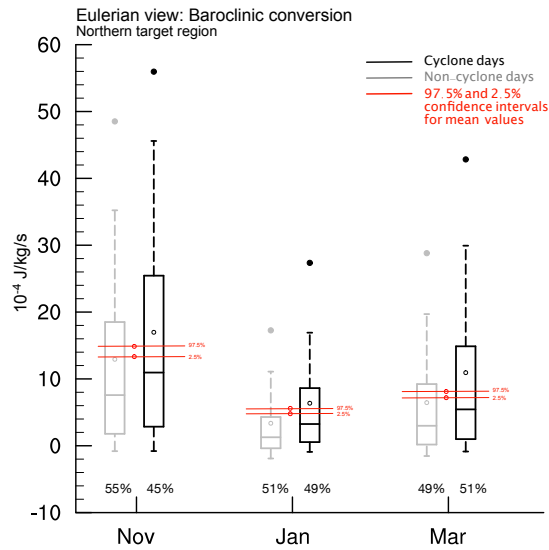 Eulerian view: Baroclinic conversion
Northern target region
60
50
40
30
20
10
0
-10
10-4 J/kg/s
Cyclone days
Non-cyclone days
97.5% and 2.5%
confidence intervals
for mean values
97.5%
2.5%
97.5%
2.5%
97.5%
2.5%
55% 45%
51% 49%
49% 51%
Nov
Jan
Mar